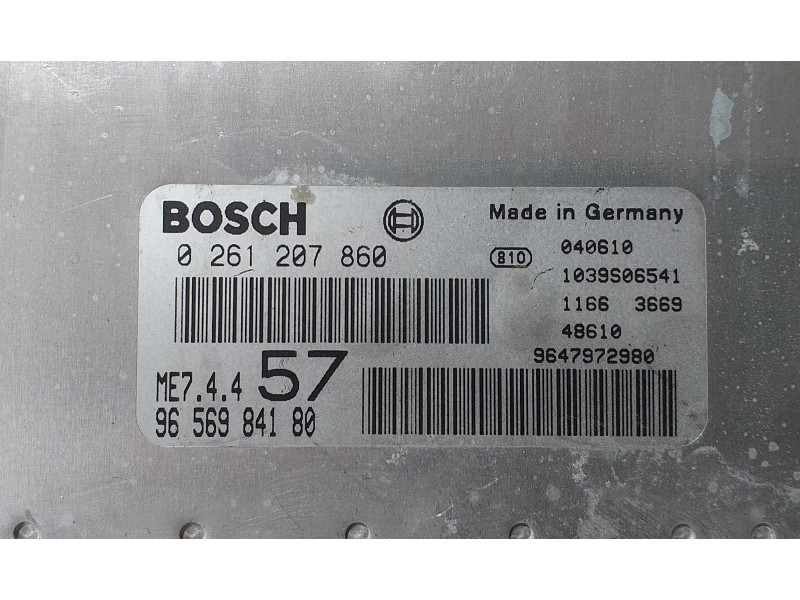 BOSCH
Made in Germany
0 261 207 860
810 040610
1039S06541
1166 3669
48610
9647972980
ME7.4.4 57
96 569 841 80